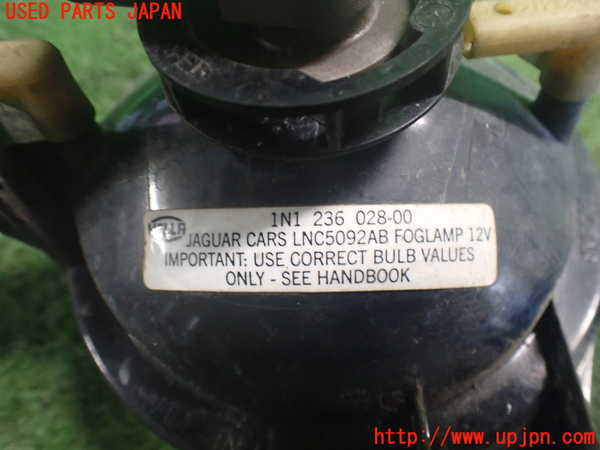 USED PARTS JAPAN
HELLA
1N1 236 028-00
JAGUAR CARS LNC5092AB FOGLAMP 12V
IMPORTANT: USE CORRECT BULB VALUES
ONLY - SEE HANDBOOK
http://www.upjpn.com/